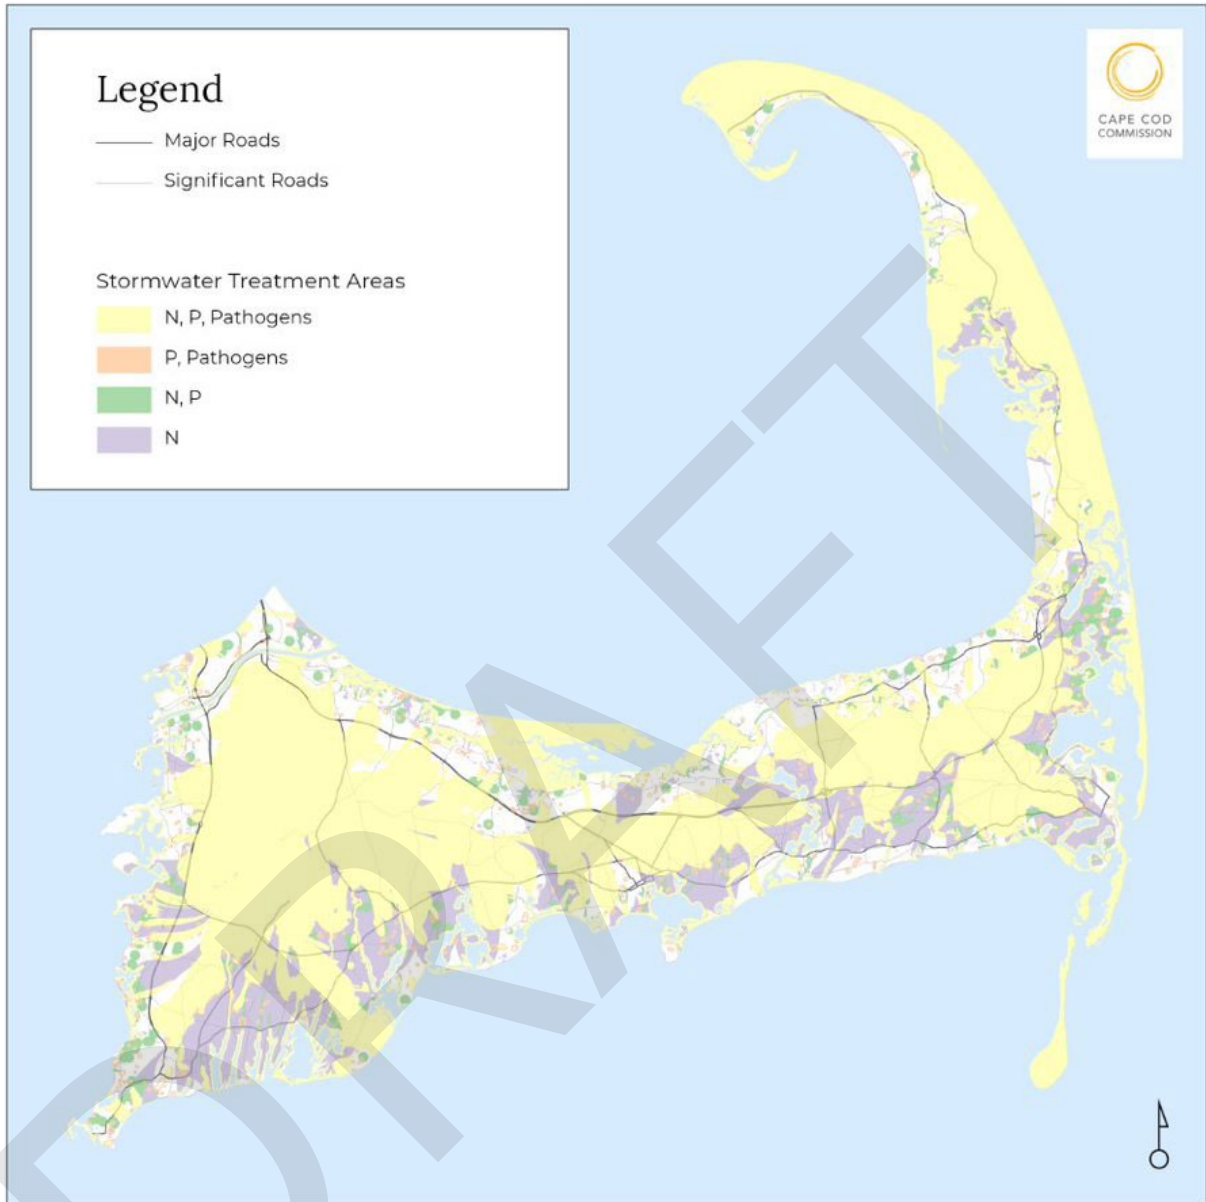 Legend
Major Roads
Significant Roads
Stormwater Treatment Areas
N, P, Pathogens
P, Pathogens
N, P
N
CAPE COD
COMMISSION
DRAFT